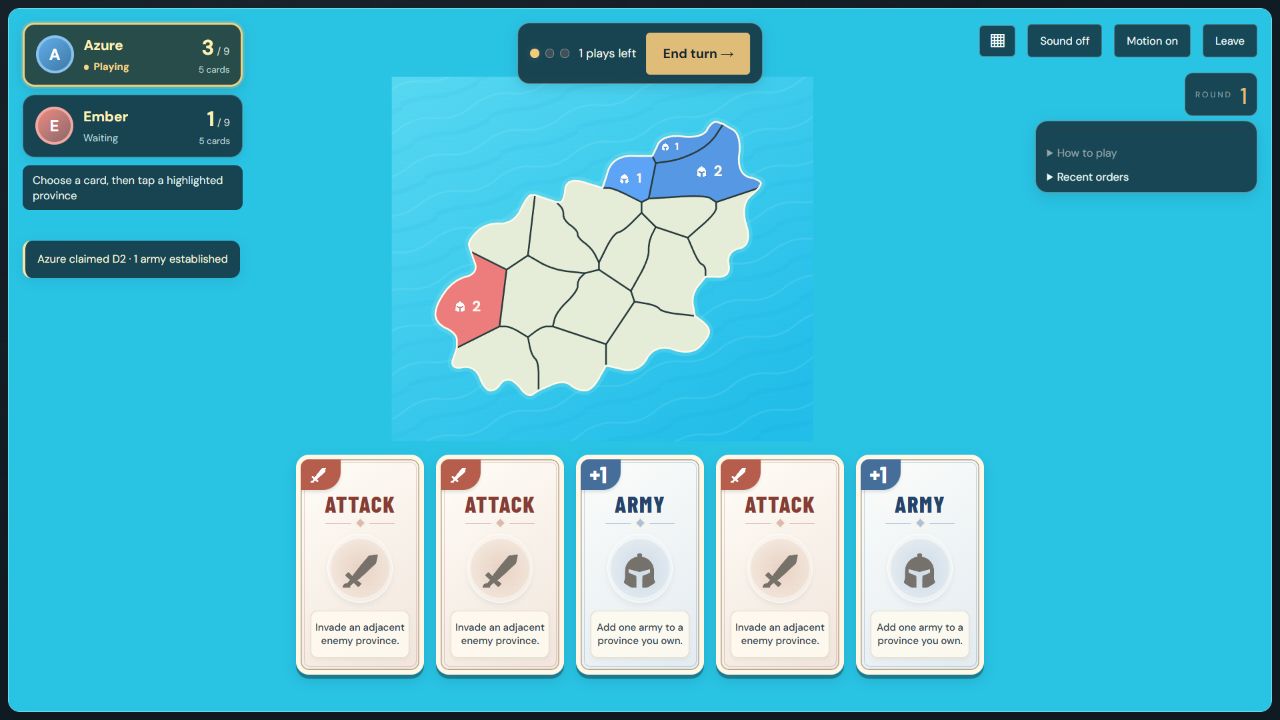 A
Azure
Playing
3 / 9
5 cards
E
Ember
Waiting
1 / 9
5 cards
Choose a card, then tap a highlighted
province
Azure claimed D2 · 1 army established
1 plays left
End turn →
Sound off
Motion on
Leave
ROUND 1
How to play
Recent orders
1
1
2
2
ATTACK
Invade an adjacent
enemy province.
ATTACK
Invade an adjacent
enemy province.
+1
ARMY
Add one army to a
province you own.
ATTACK
Invade an adjacent
enemy province.
+1
ARMY
Add one army to a
province you own.